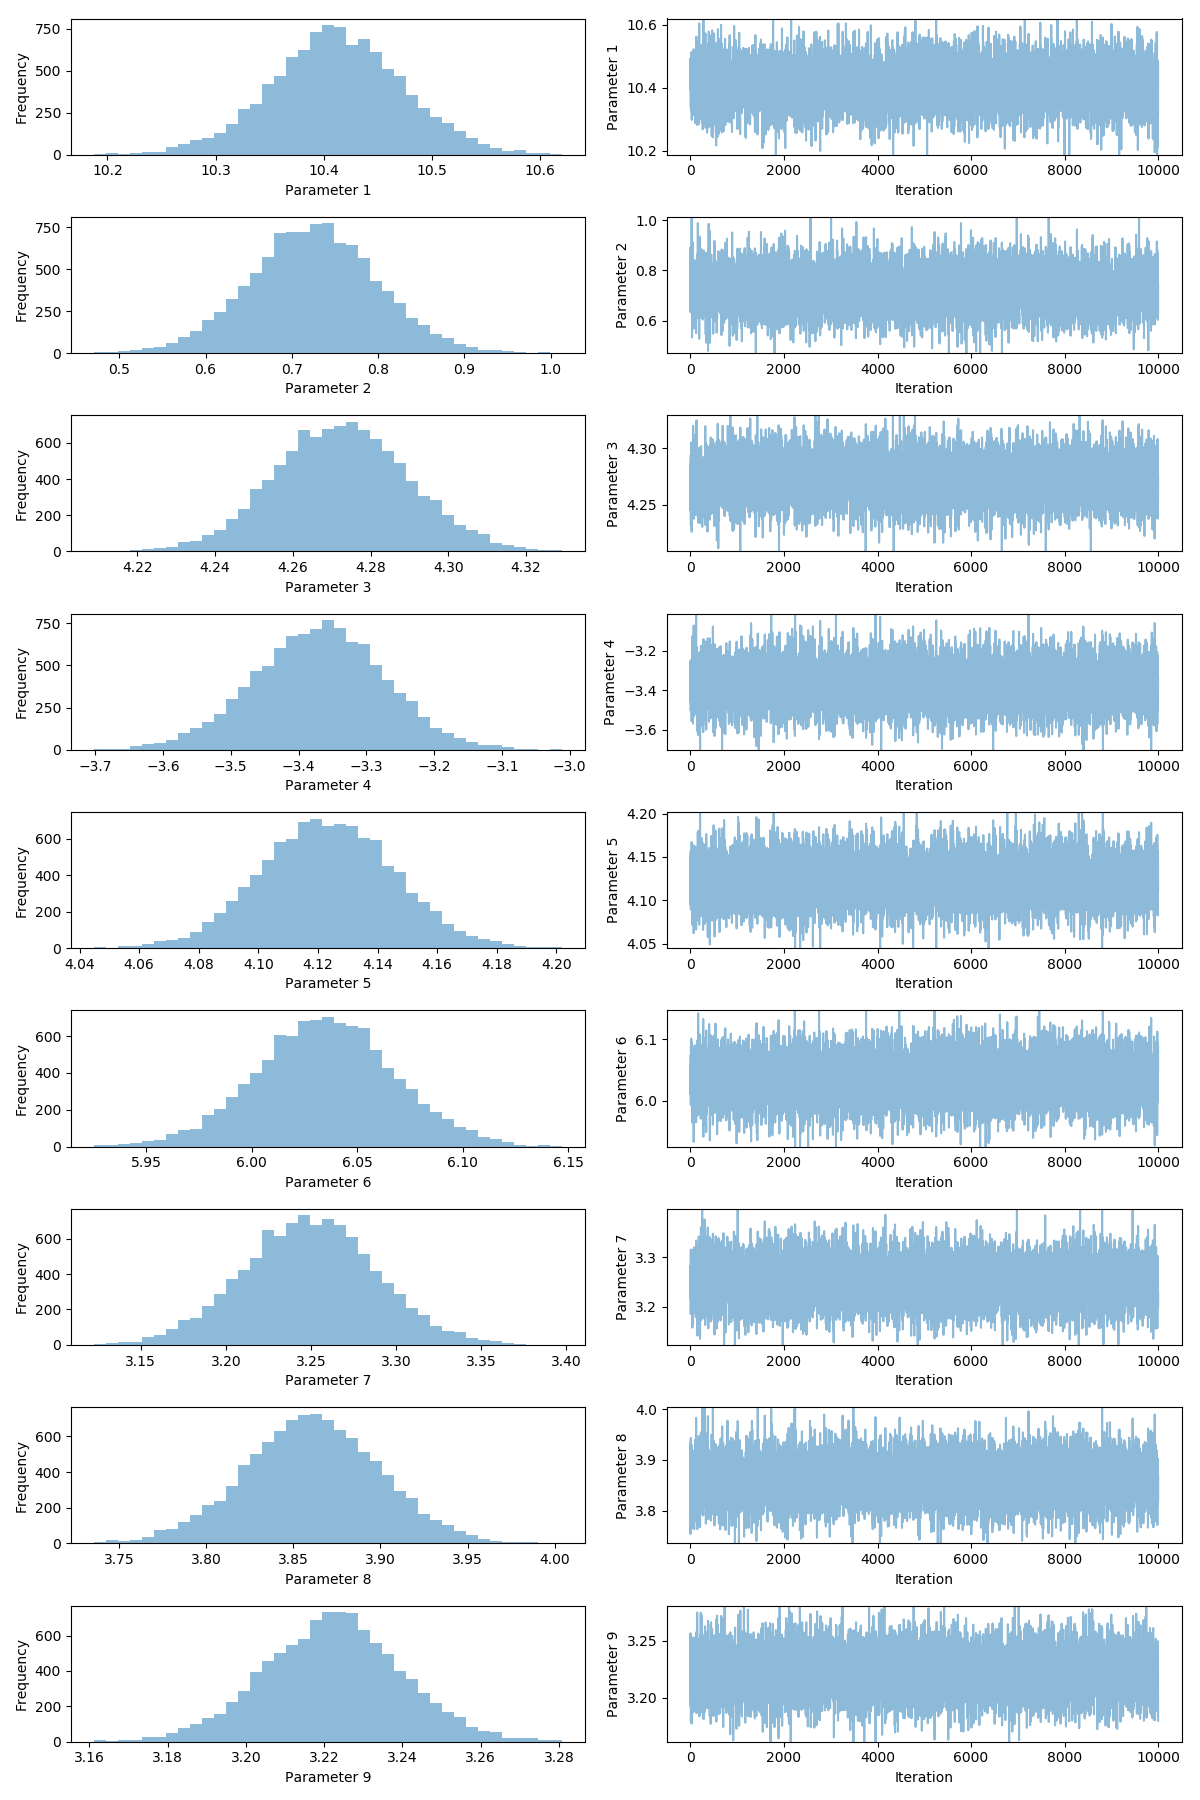 750
500
250
0
Frequency
10.2 10.3 10.4 10.5 10.6
Parameter 1
10.6
10.4
10.2
Parameter 1
0 2000 4000 6000 8000 10000
Iteration
750
500
250
0
Frequency
0.5 0.6 0.7 0.8 0.9 1.0
Parameter 2
1.0
0.8
0.6
Parameter 2
0 2000 4000 6000 8000 10000
Iteration
600
400
200
0
Frequency
4.22 4.24 4.26 4.28 4.30 4.32
Parameter 3
4.30
4.25
Parameter 3
0 2000 4000 6000 8000 10000
Iteration
750
500
250
0
Frequency
−3.7 −3.6 −3.5 −3.4 −3.3 −3.2 −3.1 −3.0
Parameter 4
−3.2
−3.4
−3.6
Parameter 4
0 2000 4000 6000 8000 10000
Iteration
600
400
200
0
Frequency
4.04 4.06 4.08 4.10 4.12 4.14 4.16 4.18 4.20
Parameter 5
4.20
4.15
4.10
4.05
Parameter 5
0 2000 4000 6000 8000 10000
Iteration
600
400
200
0
Frequency
5.95 6.00 6.05 6.10 6.15
Parameter 6
6.1
6.0
Parameter 6
0 2000 4000 6000 8000 10000
Iteration
600
400
200
0
Frequency
3.15 3.20 3.25 3.30 3.35 3.40
Parameter 7
3.3
3.2
Parameter 7
0 2000 4000 6000 8000 10000
Iteration
600
400
200
0
Frequency
3.75 3.80 3.85 3.90 3.95 4.00
Parameter 8
4.0
3.9
3.8
Parameter 8
0 2000 4000 6000 8000 10000
Iteration
600
400
200
0
Frequency
3.16 3.18 3.20 3.22 3.24 3.26 3.28
Parameter 9
3.25
3.20
Parameter 9
0 2000 4000 6000 8000 10000
Iteration